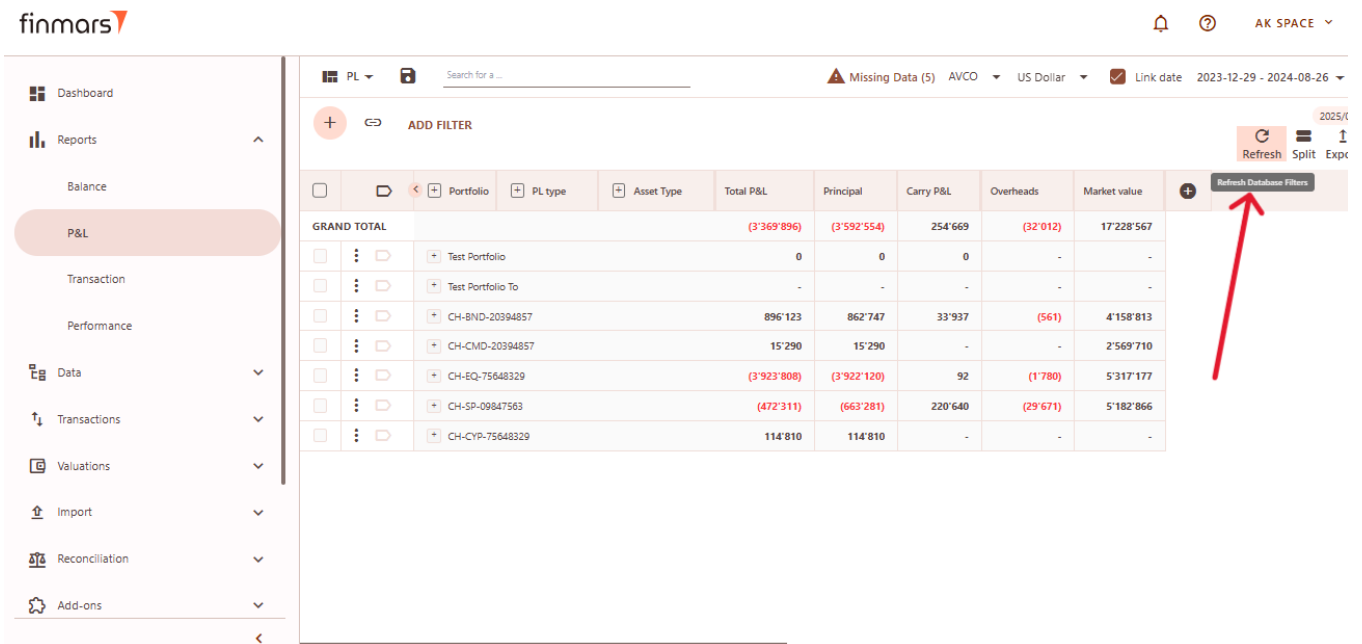 finmars
AK SPACE
Dashboard
Reports
Balance
P&L
Transaction
Performance
Data
Transactions
Valuations
Import
Reconciliation
Add-ons
PL
Search for a ...
Missing Data (5) AVCO US Dollar Link date 2023-12-29 - 2024-08-26
ADD FILTER
2025/0
Refresh Split Expo
Refresh Database Filters
Portfolio PL type Asset Type Total P&L Principal Carry P&L Overheads Market value
GRAND TOTAL (3'369'896) (3'592'554) 254'669 (32'012) 17'228'567
Test Portfolio 0 0 0 - -
Test Portfolio To - - - - -
CH-BND-20394857 896'123 862'747 33'937 (561) 4'158'813
CH-CMD-20394857 15'290 15'290 - - 2'569'710
CH-EQ-75648329 (3'923'808) (3'922'120) 92 (1'780) 5'317'177
CH-SP-09847563 (472'311) (663'281) 220'640 (29'671) 5'182'866
CH-CYP-75648329 114'810 114'810 - - -